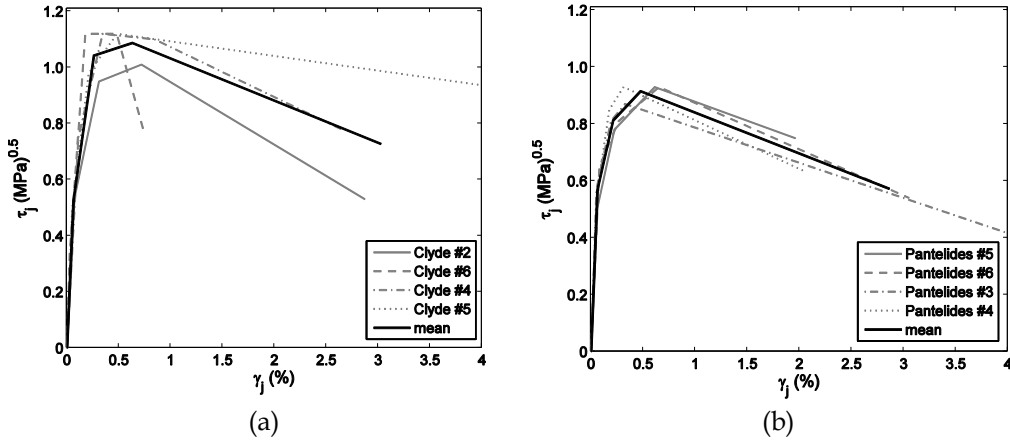 (a)
1.2
1.0
0.8
0.6
0.4
0.2
0
τj (MPa)^0.5
0 0.5 1 1.5 2 2.5 3 3.5 4
γj (%)
Clyde #2
Clyde #6
Clyde #4
Clyde #5
mean
(a)
(b)
1.2
1.0
0.8
0.6
0.4
0.2
0
τj (MPa)^0.5
0 0.5 1 1.5 2 2.5 3 3.5 4
γj (%)
Pantelides #5
Pantelides #6
Pantelides #3
Pantelides #4
mean
(b)